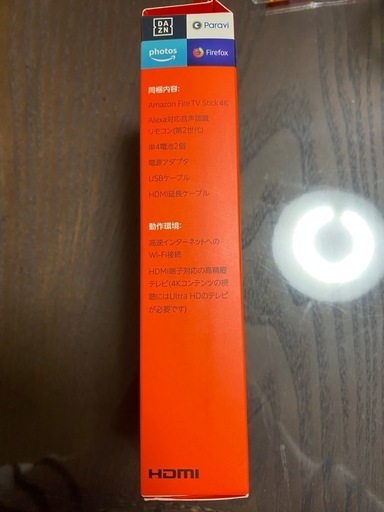 DAZN
Paravi
photos
Firefox
同梱内容:
Amazon Fire TV Stick 4K
Alexa対応音声認識
リモコン(第2世代)
単4電池2個
電源アダプタ
USBケーブル
HDMI延長ケーブル
動作環境:
高速インターネットへの
Wi-Fi接続
HDMI端子対応の高精細
テレビ(4Kコンテンツの視
聴にはUltra HDのテレビ
が必要です)
HDMI